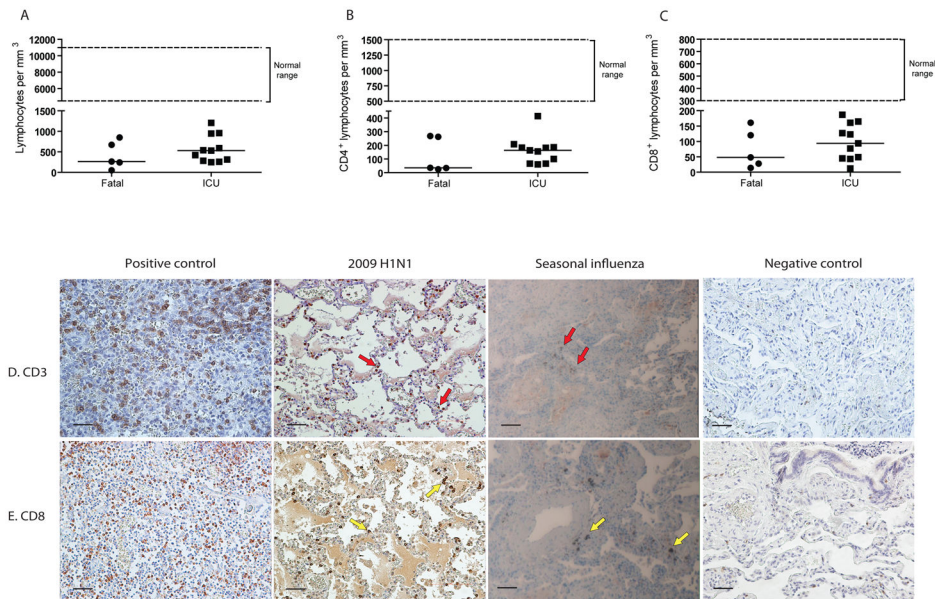 A
Lymphocytes per mm3
12000
10000
8000
6000
4000
1500
1000
500
0
Normal
range
Fatal
ICU
B
CD4+ lymphocytes per mm3
1500
1250
1000
750
500
400
300
200
100
0
Normal
range
Fatal
ICU
C
CD8+ lymphocytes per mm3
800
700
600
500
400
300
200
150
100
50
0
Normal
range
Fatal
ICU
Positive control
2009 H1N1
Seasonal influenza
Negative control
D. CD3
E. CD8